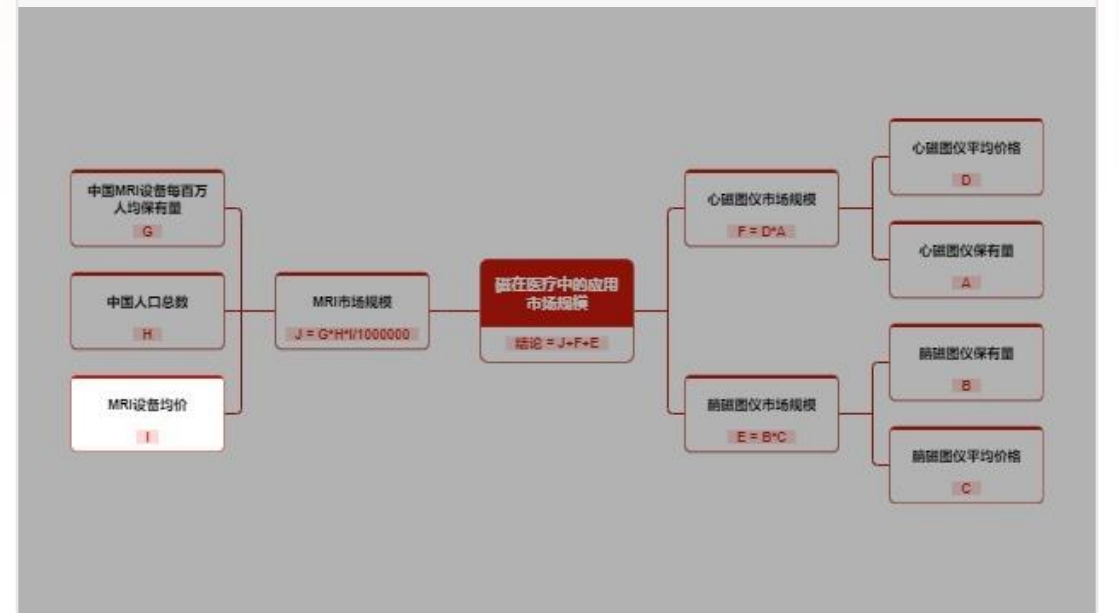 中国MRI设备每百万
人均保有量
G
中国人口总数
H
MRI设备均价
I
MRI市场规模
J = G*H*I/1000000
磁在医疗中的应用
市场规模
结论 = J+F+E
心磁图仪市场规模
F = D*A
脑磁图仪市场规模
E = B*C
心磁图仪平均价格
D
心磁图仪保有量
A
脑磁图仪保有量
B
脑磁图仪平均价格
C